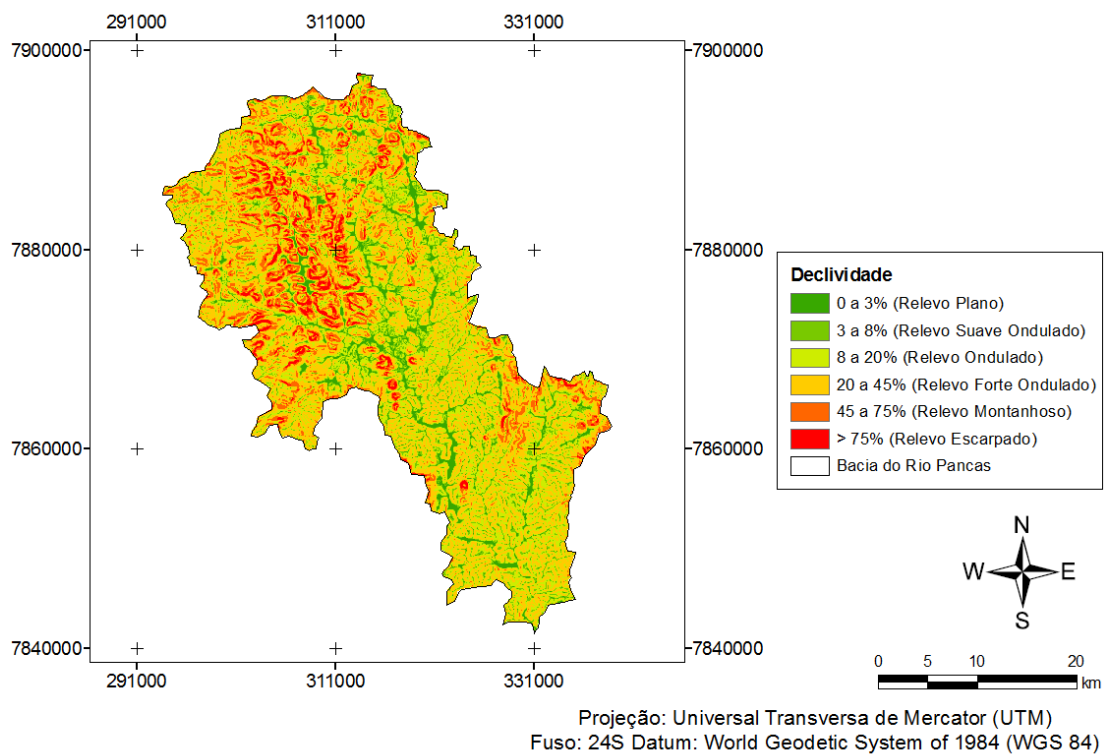 291000 311000 331000
7900000 7900000
7880000 7880000
Declividade
0 a 3% (Relevo Plano)
3 a 8% (Relevo Suave Ondulado)
8 a 20% (Relevo Ondulado)
20 a 45% (Relevo Forte Ondulado)
45 a 75% (Relevo Montanhoso)
> 75% (Relevo Escarpado)
Bacia do Rio Pancas
7860000 7860000
N
W E
S
7840000 7840000
291000 311000 331000
0 5 10 20
km
Projeção: Universal Transversa de Mercator (UTM)
Fuso: 24S Datum: World Geodetic System of 1984 (WGS 84)